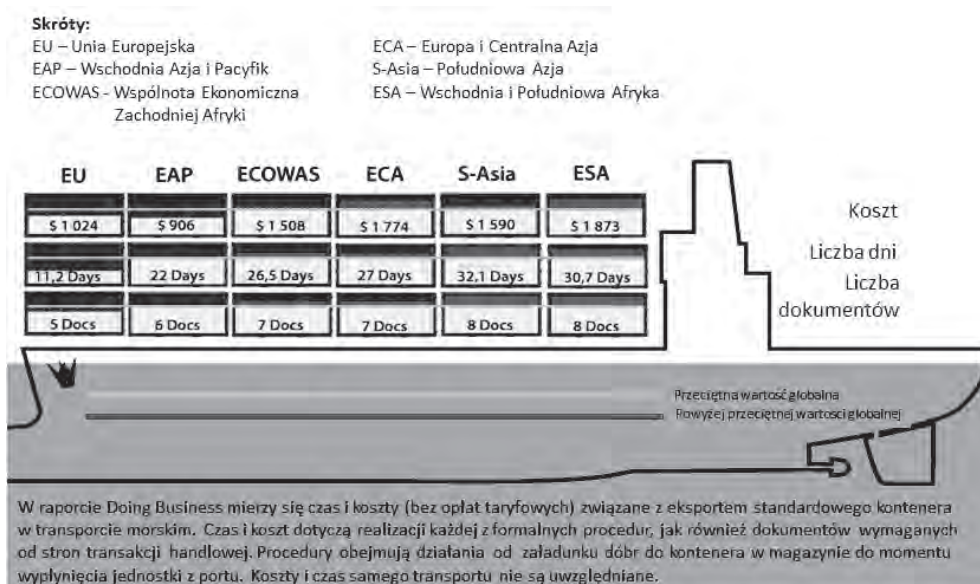 Skróty:
EU – Unia Europejska
EAP – Wschodnia Azja i Pacyfik
ECOWAS - Wspólnota Ekonomiczna
Zachodniej Afryki
ECA – Europa i Centralna Azja
S-Asia – Południowa Azja
ESA – Wschodnia i Południowa Afryka
EU EAP ECOWAS ECA S-Asia ESA
$ 1 024 $ 906 $ 1 508 $ 1 774 $ 1 590 $ 1 873
Koszt
11,2 Days 22 Days 26,5 Days 27 Days 32,1 Days 30,7 Days
Liczba dni
5 Docs 6 Docs 7 Docs 7 Docs 8 Docs 8 Docs
Liczba
dokumentów
Przeciętna wartość globalna
Powyżej przeciętnej wartosci globalnej
W raporcie Doing Business mierzy się czas i koszty (bez opłat taryfowych) związane z eksportem standardowego kontenera
w transporcie morskim. Czas i koszt dotyczą realizacji każdej z formalnych procedur, jak również dokumentów wymaganych
od stron transakcji handlowej. Procedury obejmują działania od załadunku dóbr do kontenera w magazynie do momentu
wypłynięcia jednostki z portu. Koszty i czas samego transportu nie są uwzględniane.